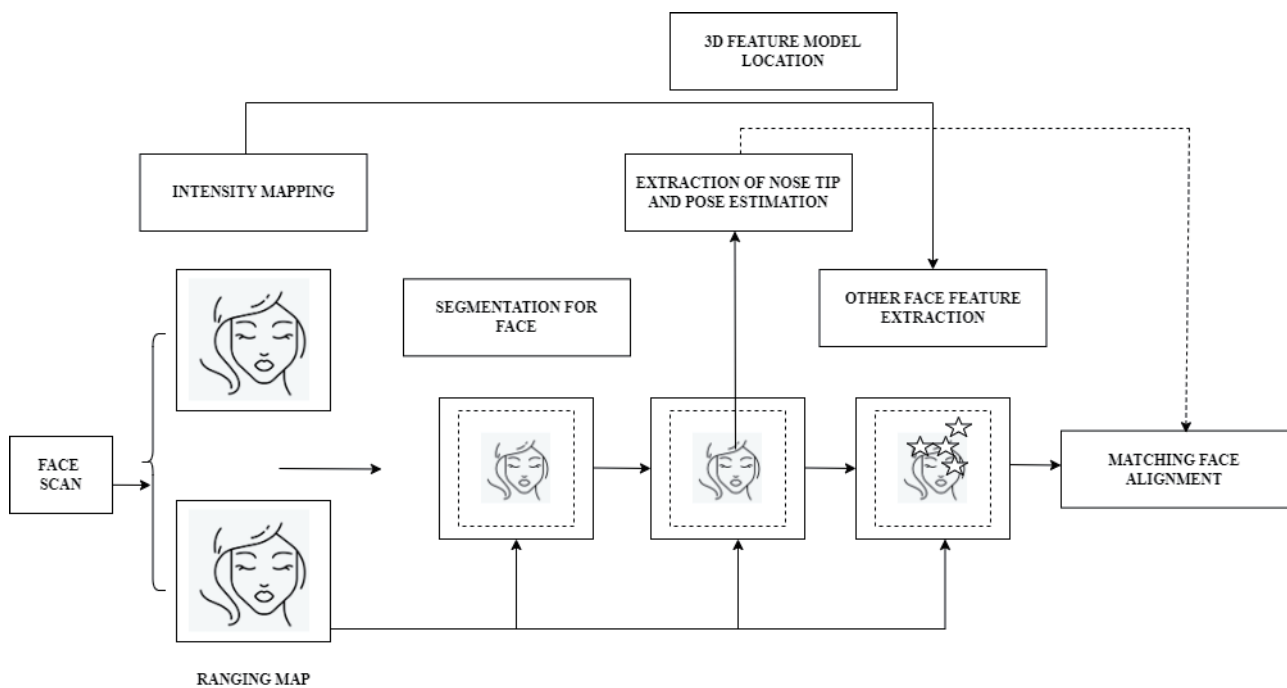 3D FEATURE MODEL
LOCATION
INTENSITY MAPPING
EXTRACTION OF NOSE TIP
AND POSE ESTIMATION
SEGMENTATION FOR
FACE
OTHER FACE FEATURE
EXTRACTION
FACE
SCAN
MATCHING FACE
ALIGNMENT
RANGING MAP